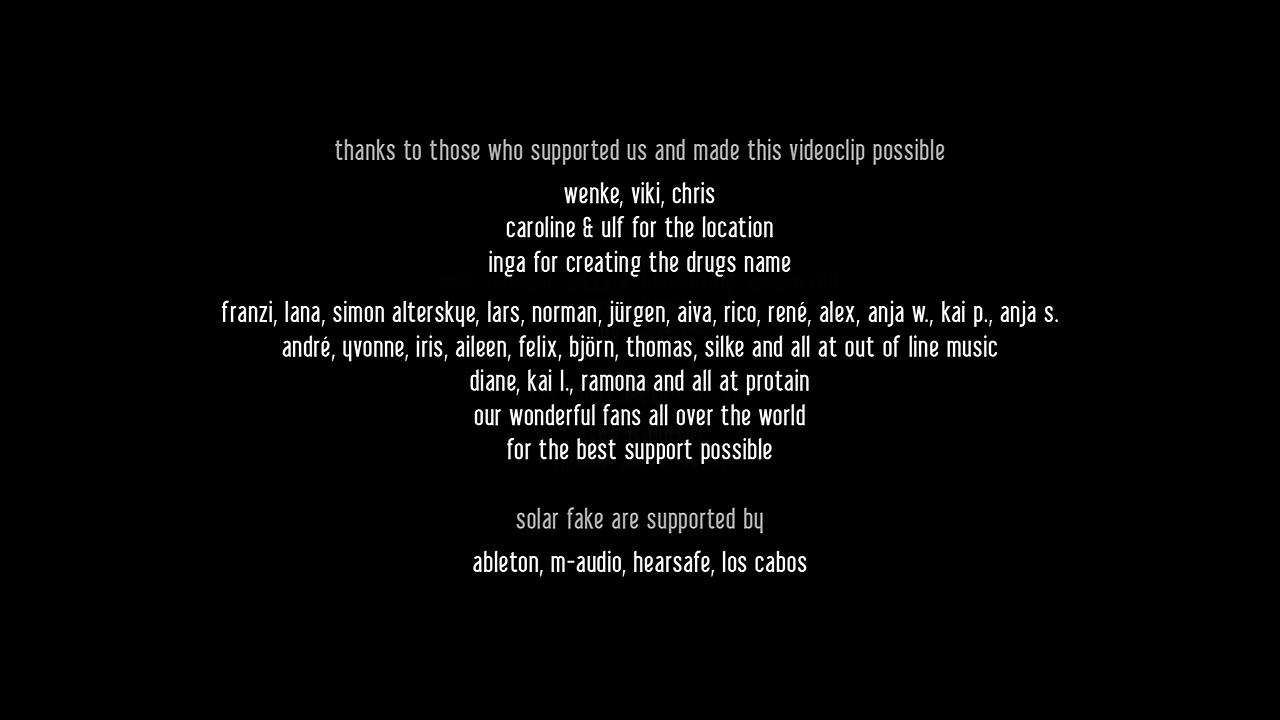 thanks to those who supported us and made this videoclip possible
wenke, viki, chris
caroline & ulf for the location
inga for creating the drugs name
franzi, lana, simon alterskye, lars, norman, jürgen, aiva, rico, rené, alex, anja w., kai p., anja s.
andré, yvonne, iris, aileen, felix, björn, thomas, silke and all at out of line music
diane, kai l., ramona and all at protain
our wonderful fans all over the world
for the best support possible
solar fake are supported by
ableton, m-audio, hearsafe, los cabos